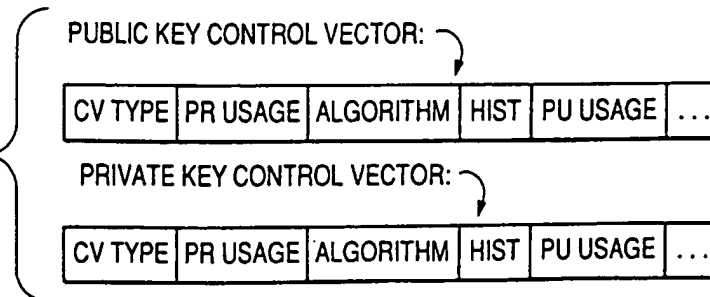 PUBLIC KEY CONTROL VECTOR:
CV TYPE PR USAGE ALGORITHM HIST PU USAGE ...
PRIVATE KEY CONTROL VECTOR:
CV TYPE PR USAGE ALGORITHM HIST PU USAGE ...